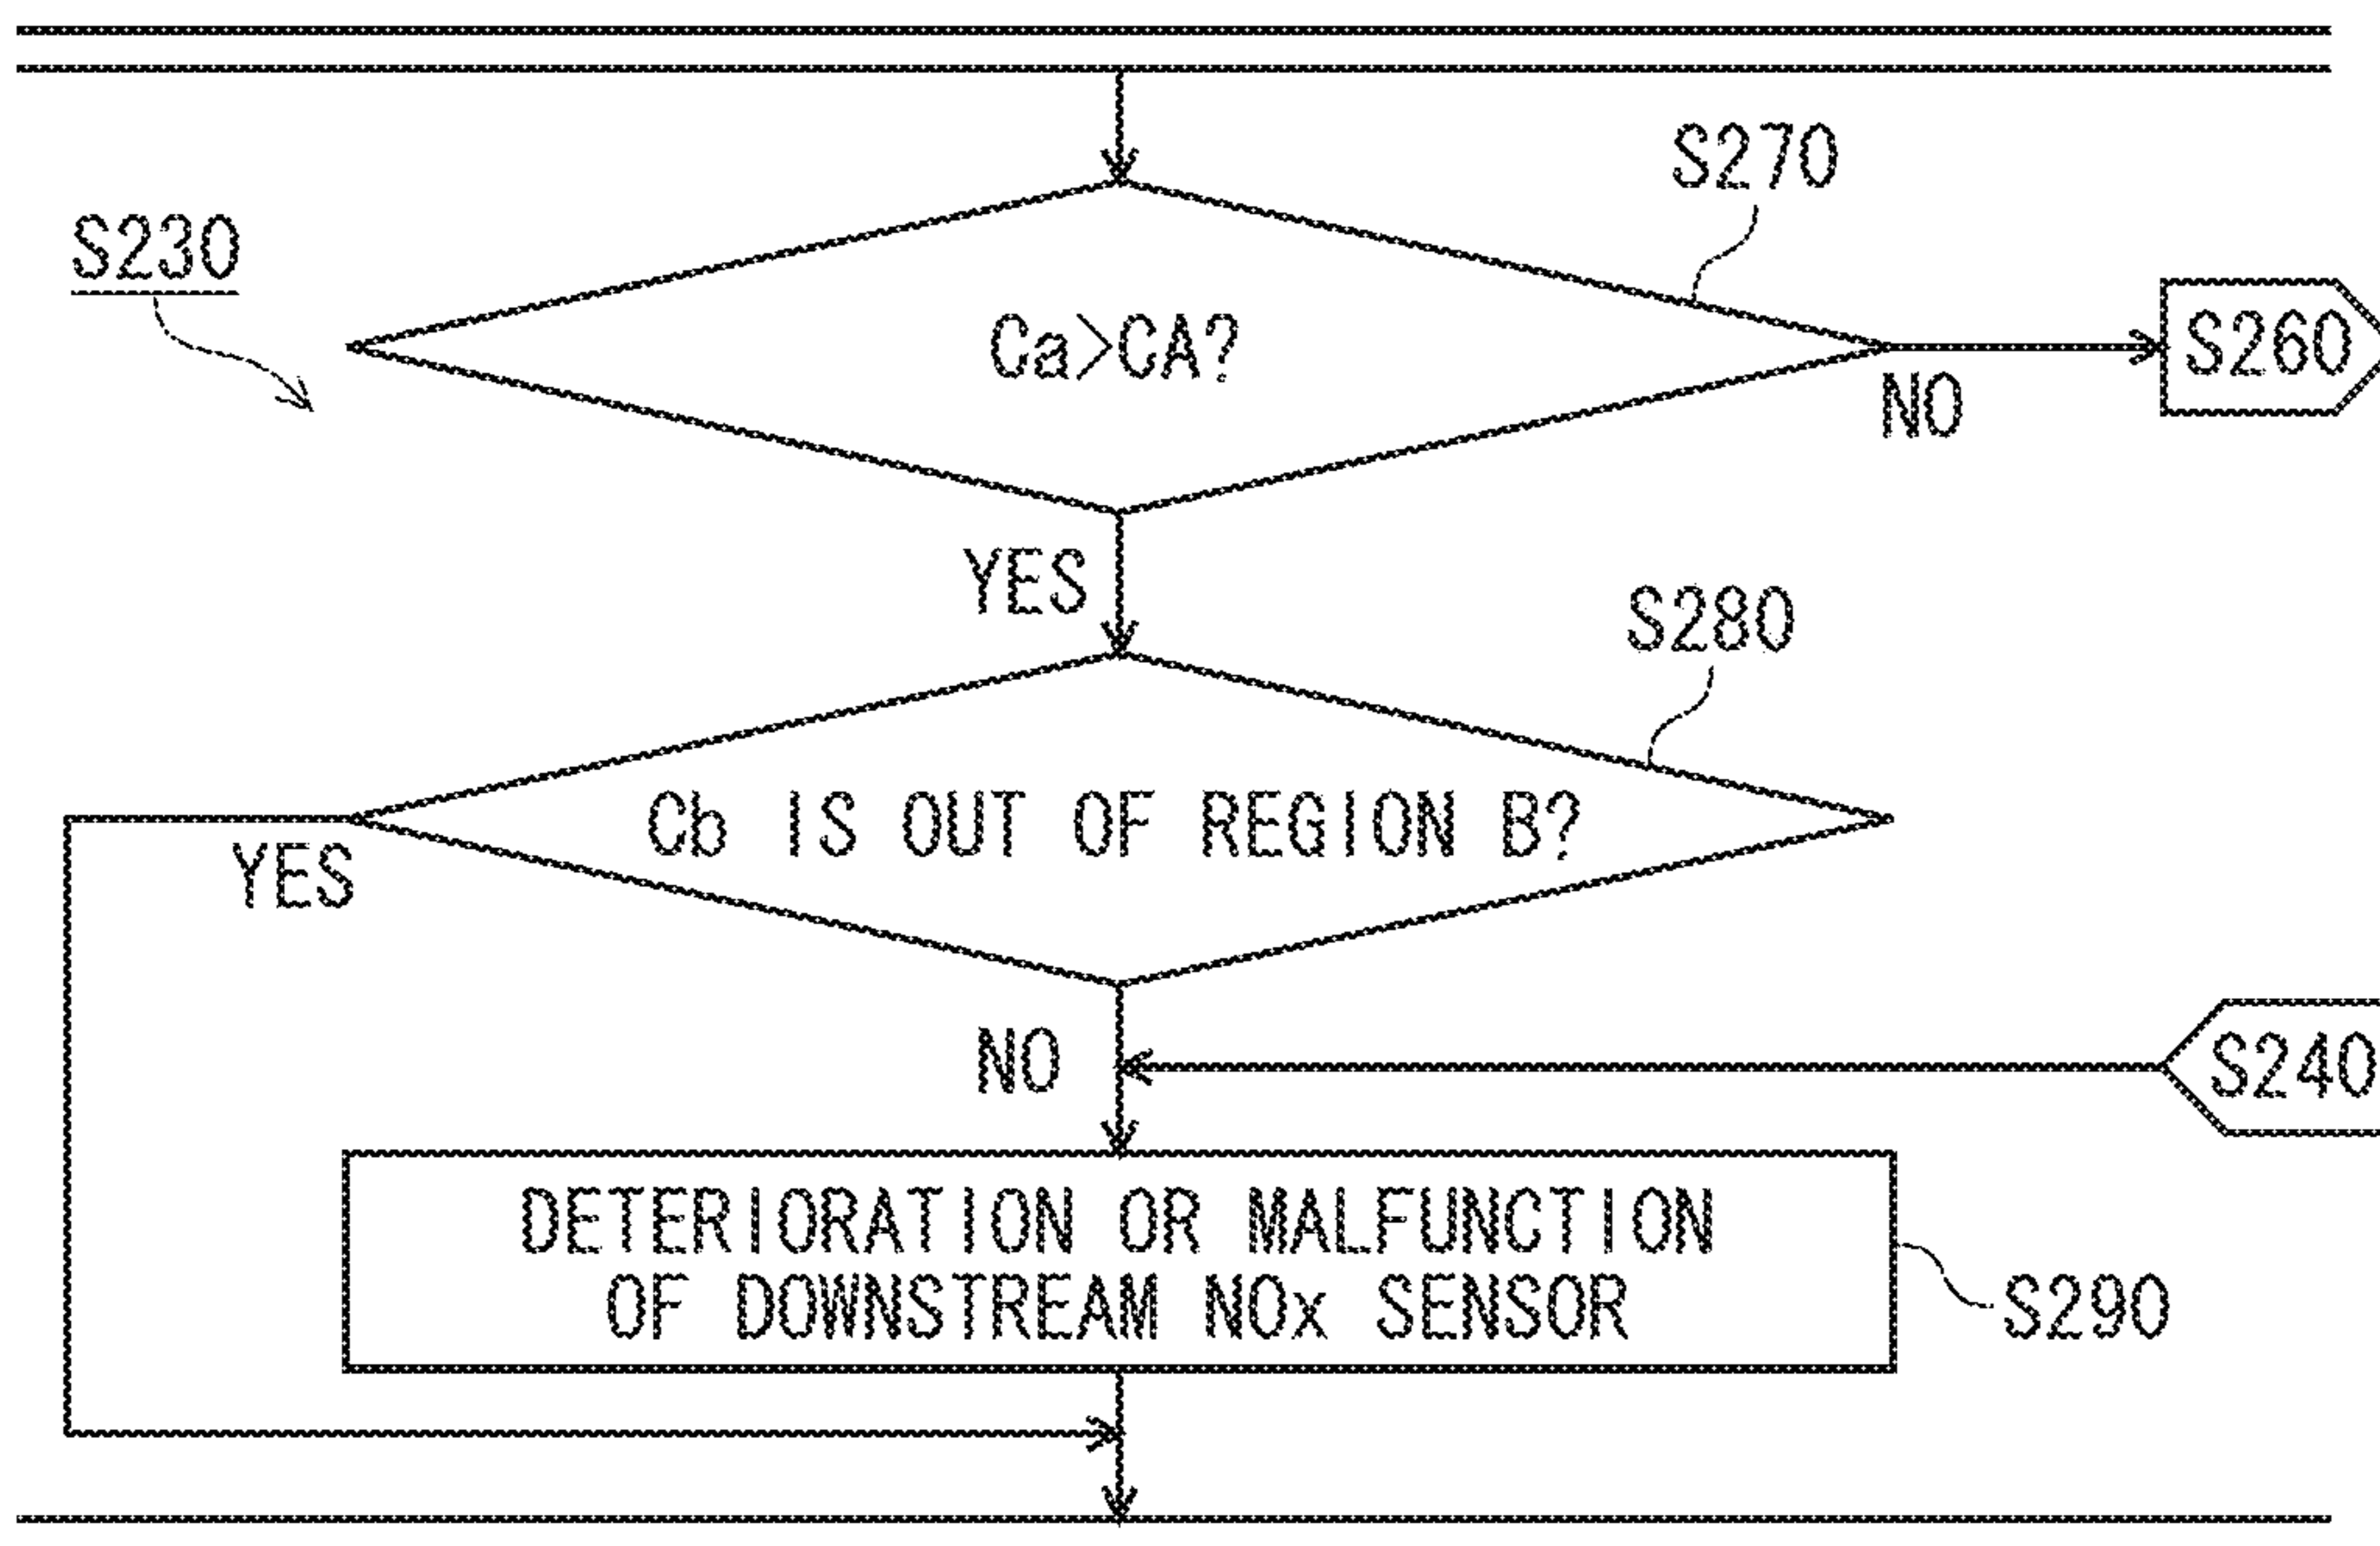 S270
S230
Ca>CA?
S260
NO
YES
S280
Cb IS OUT OF REGION B?
YES
NO
S240
DETERIORATION OR MALFUNCTION
OF DOWNSTREAM NOx SENSOR
S290